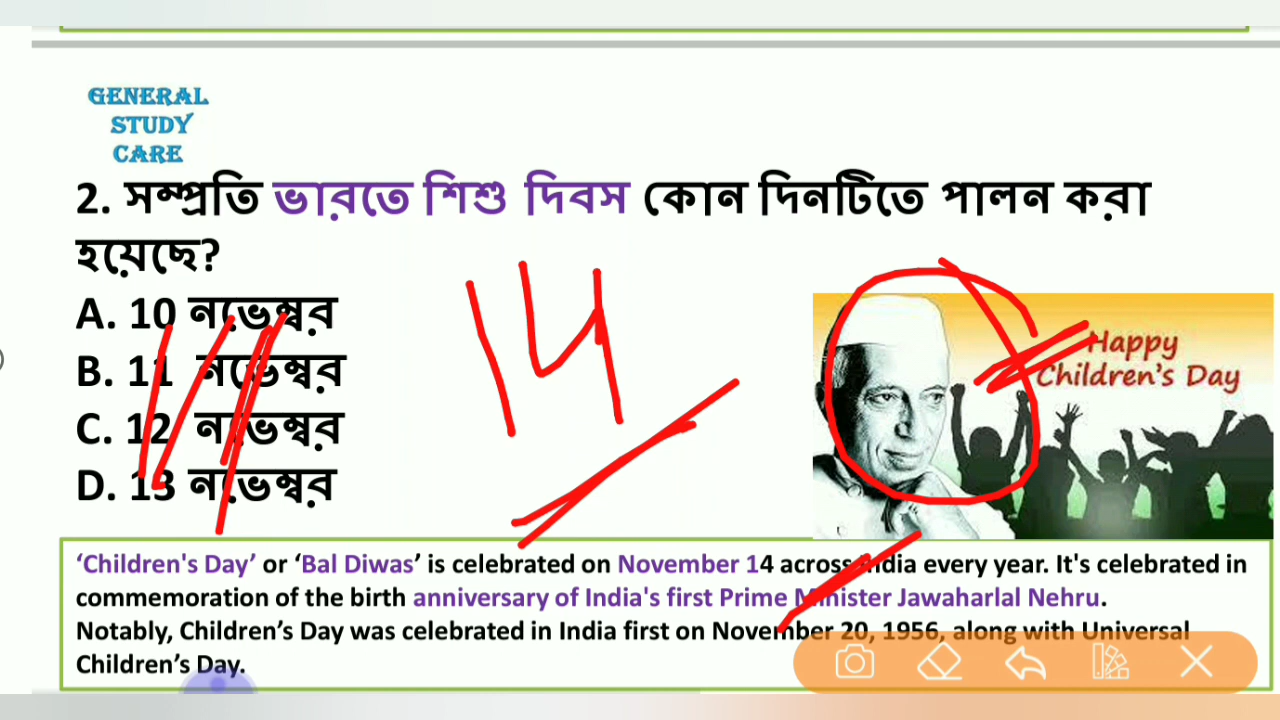 GENERAL
STUDY
CARE
2. সম্প্রতি ভারতে শিশু দিবস কোন দিনটিতে পালন করা
হয়েছে?
A. 10 নভেম্বর
B. 11 নভেম্বর
C. 12 নভেম্বর
D. 13 নভেম্বর
14
Happy
Children's Day
‘Children's Day’ or ‘Bal Diwas’ is celebrated on November 14 across India every year. It's celebrated in
commemoration of the birth anniversary of India's first Prime Minister Jawaharlal Nehru.
Notably, Children’s Day was celebrated in India first on November 20, 1956, along with Universal
Children’s Day.